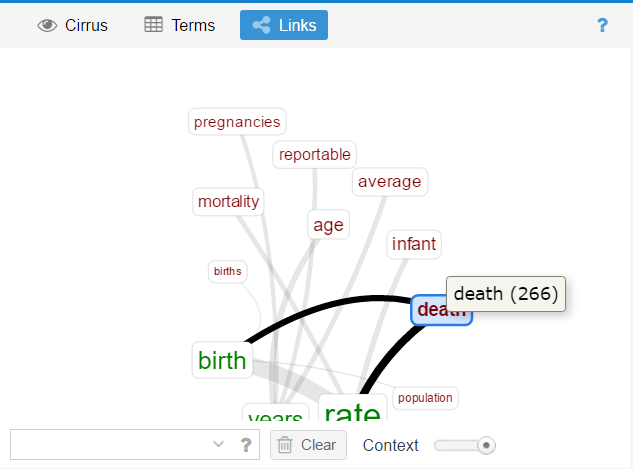 Cirrus Terms Links ?
pregnancies
reportable
average
mortality
age
infant
births
death (266)
death
birth
population
rate
years
? Clear Context